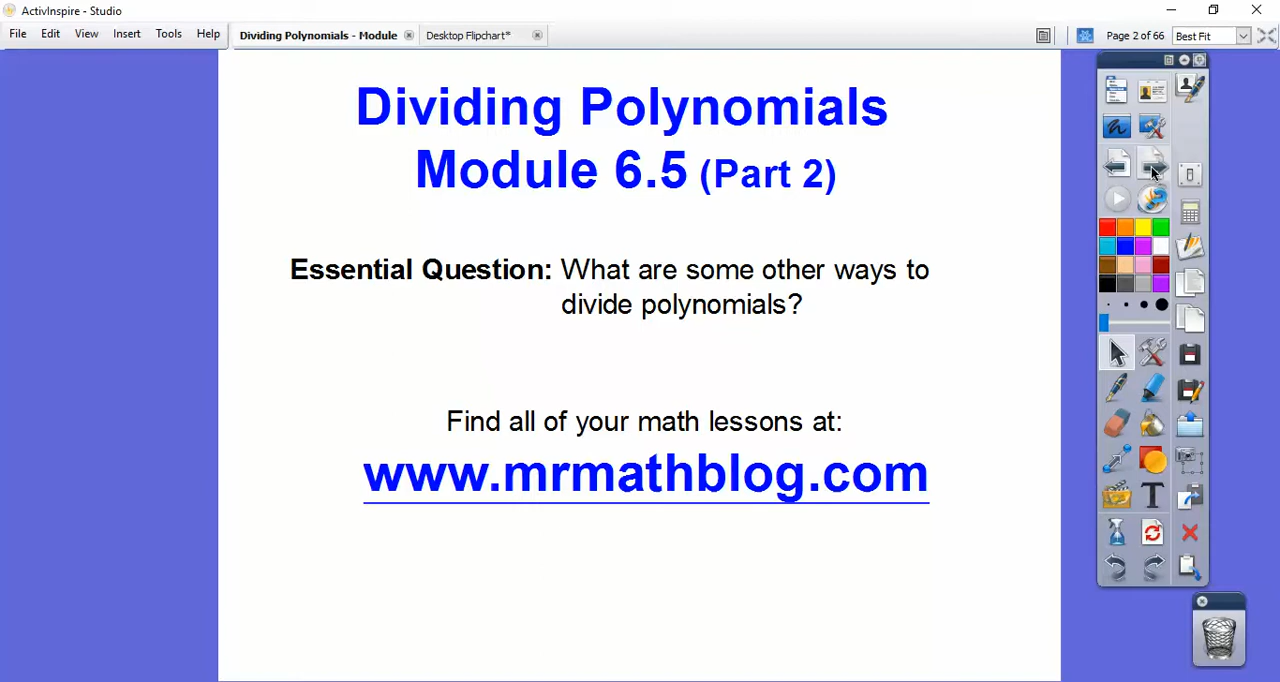 ActivInspire - Studio
File Edit View Insert Tools Help
Dividing Polynomials - Module
Desktop Flipchart*
Page 2 of 66
Best Fit
Dividing Polynomials
Module 6.5 (Part 2)
Essential Question: What are some other ways to
divide polynomials?
Find all of your math lessons at:
www.mrmathblog.com